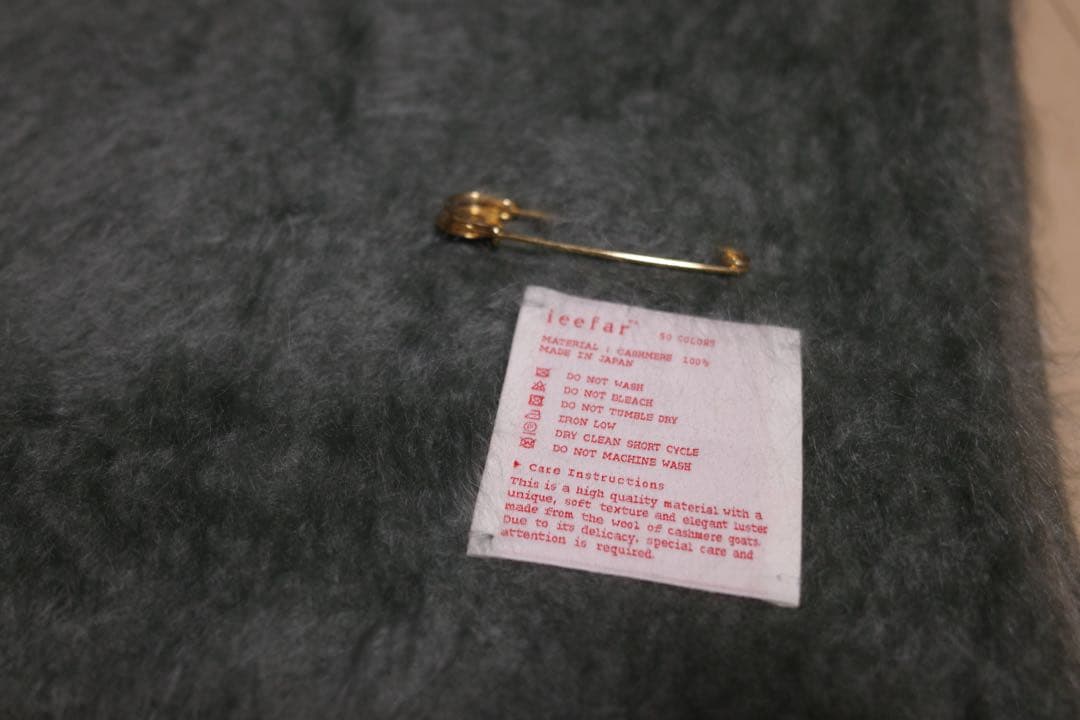 ieefar™ 50 COLORS
MATERIAL : CASHMERE 100%
MADE IN JAPAN
DO NOT WASH
DO NOT BLEACH
DO NOT TUMBLE DRY
IRON LOW
DRY CLEAN SHORT CYCLE
DO NOT MACHINE WASH
▶ Care Instructions
This is a high quality material with a
unique, soft texture and elegant luster
made from the wool of cashmere goats.
Due to its delicacy, special care and
attention is required.